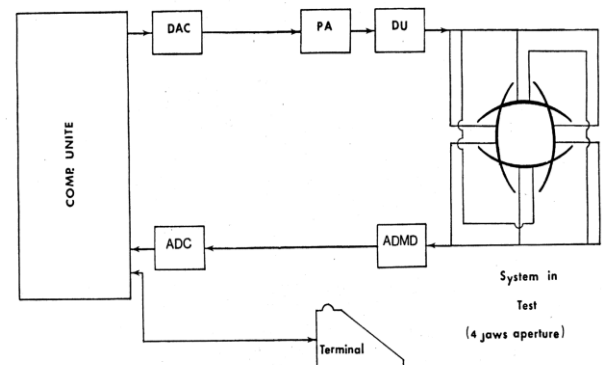 DAC
PA
DU
COMP. UNITE
ADC
ADMD
System in
Test
(4 jaws aperture)
Terminal